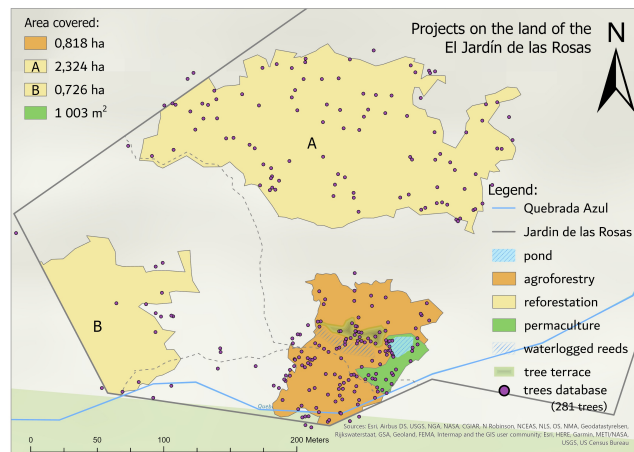 Area covered:
0,818 ha
A 2,324 ha
B 0,726 ha
1 003 m²
Projects on the land of the
El Jardín de las Rosas
N
A
B
Legend:
Quebrada Azul
Jardin de las Rosas
pond
agroforestry
reforestation
permaculture
waterlogged reeds
tree terrace
trees database
(281 trees)
0 50 100 200 Meters
Sources: Esri, Airbus DS, USGS, NGA, NASA, CGIAR, N Robinson, NCEAS, NLS, OS, NMA, Geodatastyrelsen,
Rijkswaterstaat, GSA, Geoland, FEMA, Intermap and the GIS user community; Esri, HERE, Garmin, METI/NASA,
USGS, US Census Bureau